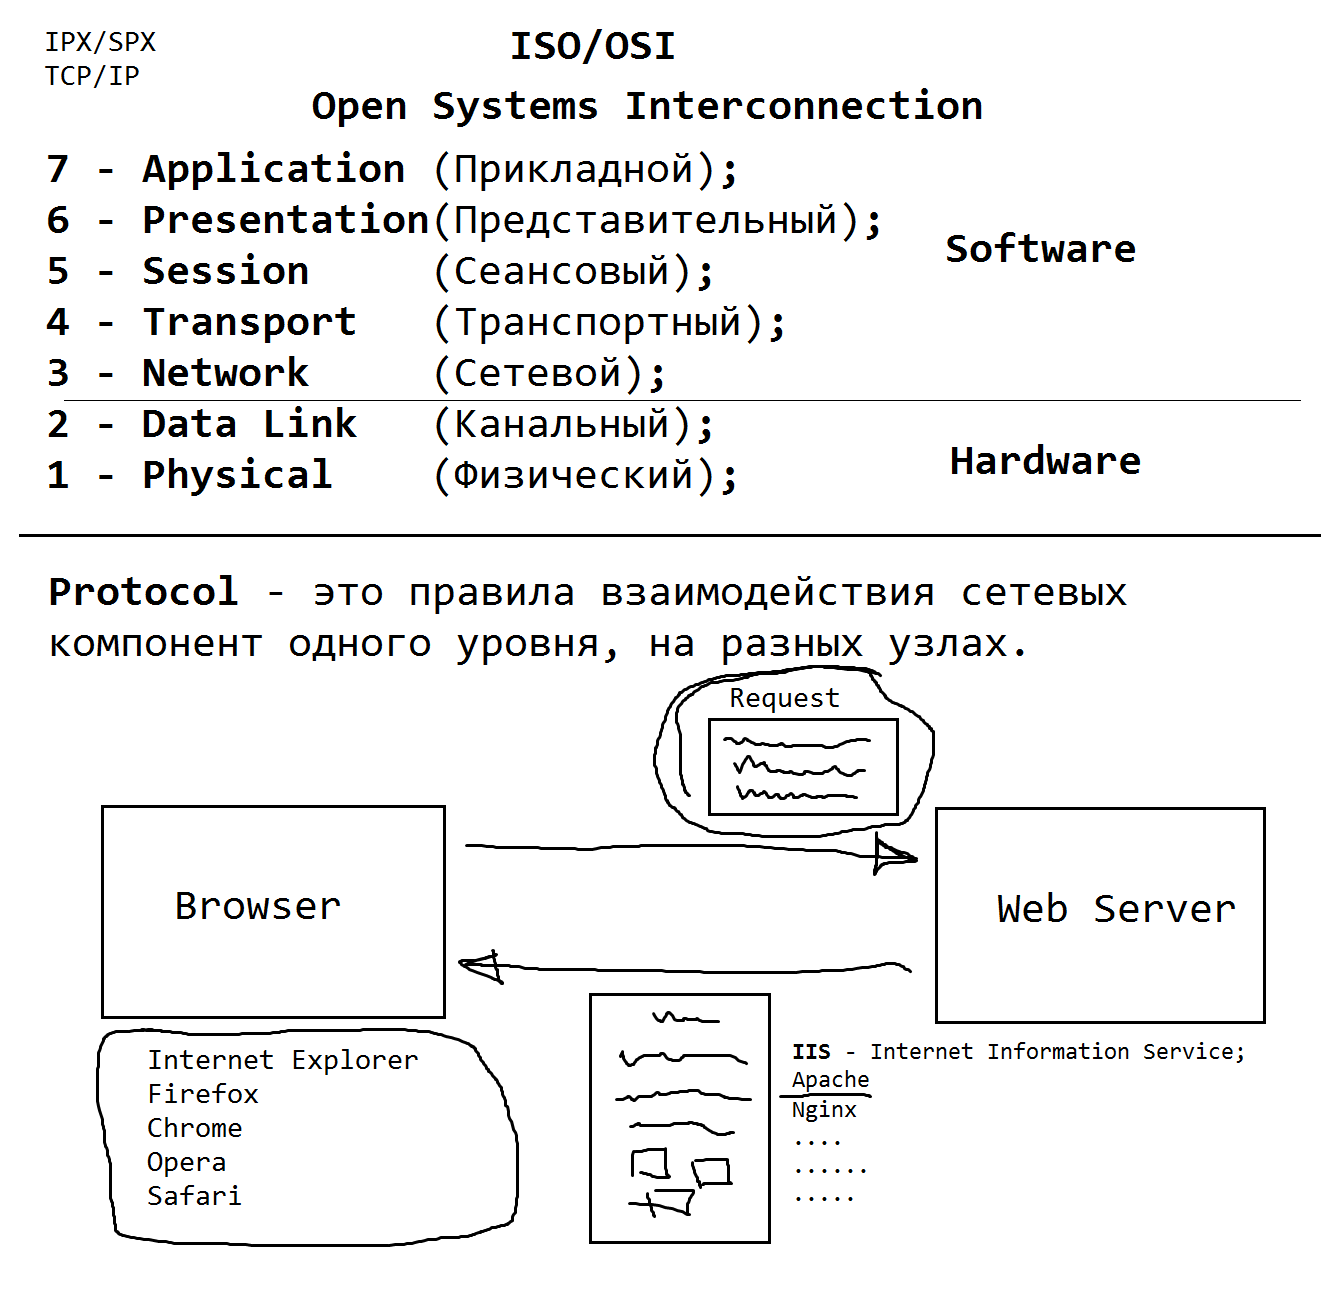 IPX/SPX
TCP/IP
ISO/OSI
Open Systems Interconnection
7 - Application (Прикладной);
6 - Presentation(Представительный);
5 - Session (Сеансовый);
4 - Transport (Транспортный);
3 - Network (Сетевой);
Software
2 - Data Link (Канальный);
1 - Physical (Физический);
Hardware
Protocol - это правила взаимодействия сетевых
компонент одного уровня, на разных узлах.
Request
Browser
Web Server
Internet Explorer
Firefox
Chrome
Opera
Safari
IIS - Internet Information Service;
Apache
Nginx
....
......
.....